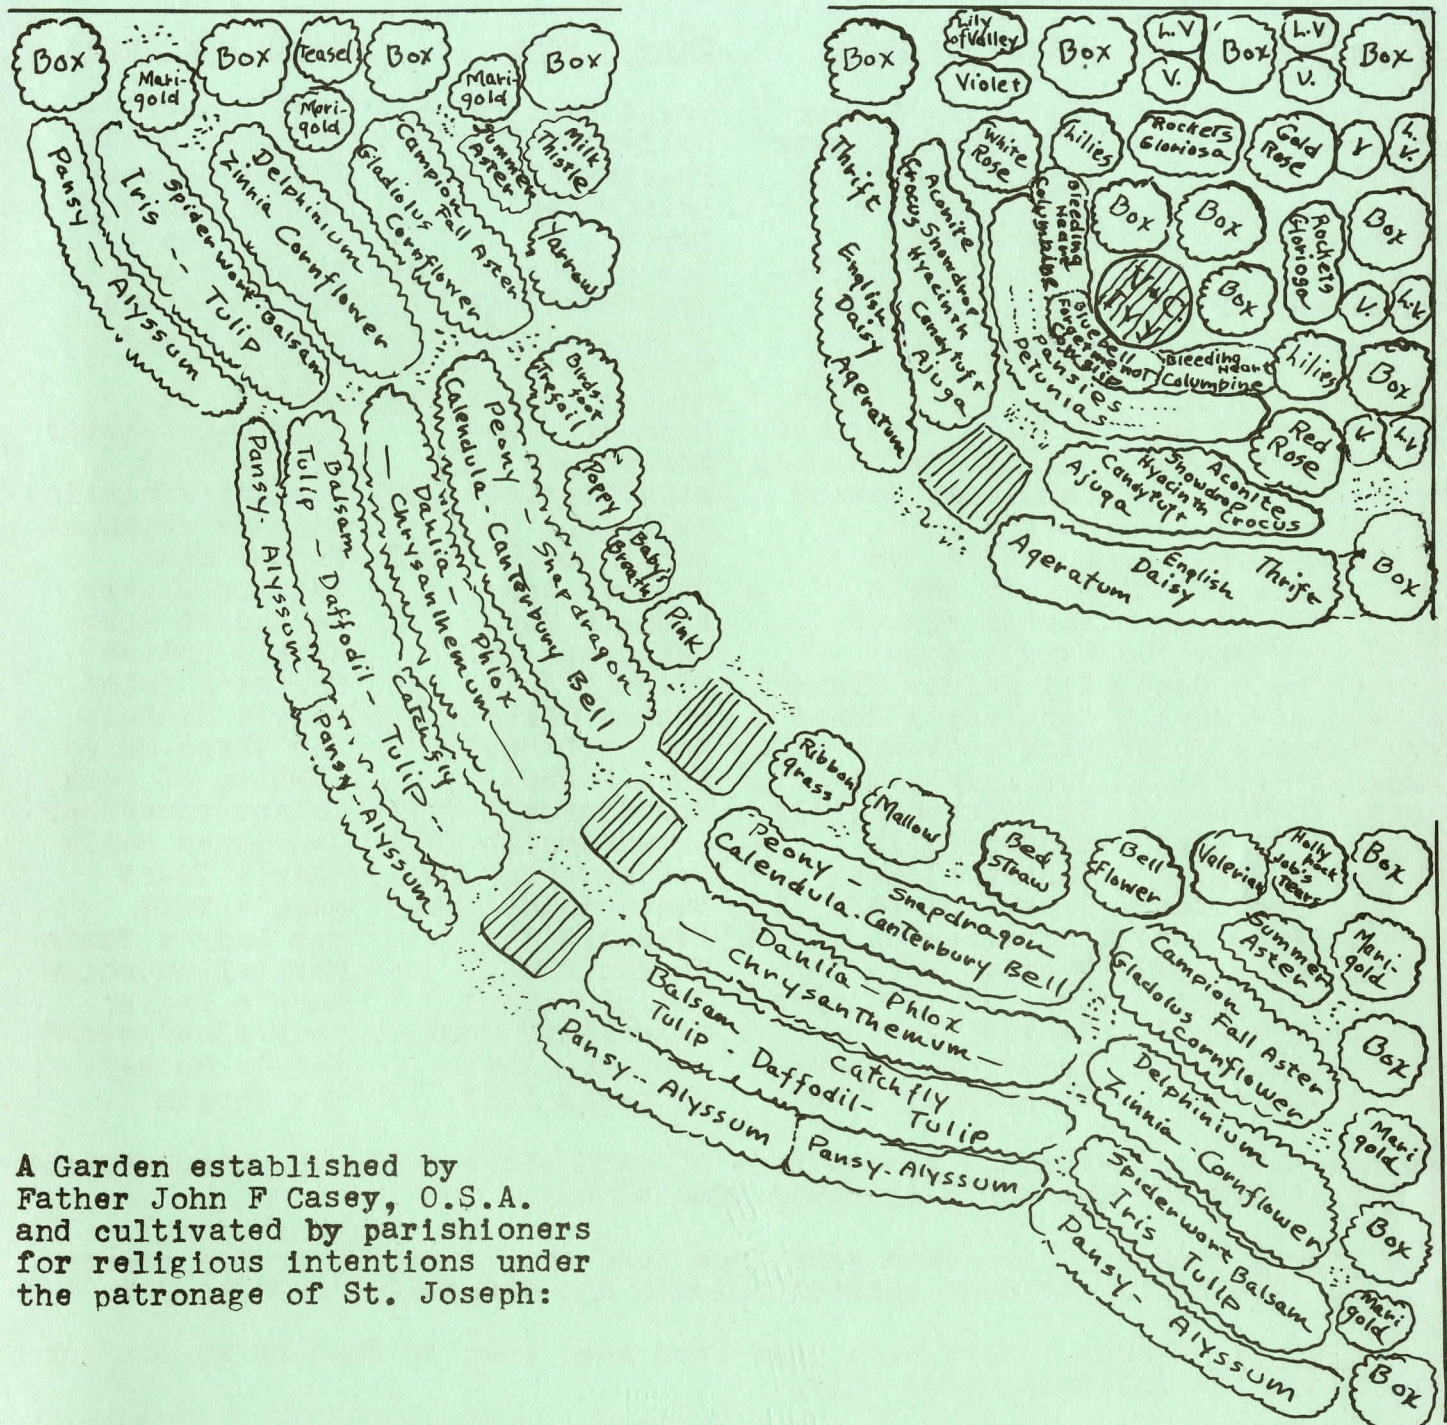 Box
Mari-
gold
Box
Teasel
Mari-
gold
Box
Mari-
gold
Box
Summer
Aster
Milk
Thistle
Yarrow
Pansy -- Alyssum
Iris -- Tulip
Spiderwort Balsam
Delphinium
Zinnia Cornflower
Campion Fall Aster
Gladiolus Cornflower
Birds-
foot
Trefoil
Poppy
Baby's
Breath
Pink
Peony - Snapdragon
Calendula - Canterbury Bell
Dahlia - Phlox
- Chrysanthemum -
Balsam Catchfly
Tulip - Daffodil - Tulip --
Pansy - Alyssum
Pansy - Alyssum
Box
Lily
of Valley
Violet
Box
L.V
V.
Box
L.V
V.
Box
Thrift English Daisy Ageratum
Aconite
Crocus Snowdrop
Hyacinth
Candytuft
Ajuga
White
Rose
Lilies
Rockets
Gloriosa
Gold
Rose
V
L.
V.
Bleeding
Heart
Columbine
Box
Box
Rockets
Gloriosa
Box
Box
V.
L.V
Bluebell
Forgetmenot
Cowslip
Pansies
Petunias
Bleeding
Heart
Columbine
Lilies
Box
Red
Rose
V.
L.V
Aconite
Snowdrop Crocus
Hyacinth
Candytuft
Ajuga
Ageratum English Daisy Thrift
Box
Ribbon
grass
Mallow
Bed
straw
Bell
flower
Valerian
Holly
hock
Job's
Tears
Box
Peony - Snapdragon
Calendula - Canterbury Bell
Dahlia - Phlox
- Chrysanthemum -
Balsam Catchfly
Tulip - Daffodil - Tulip
Pansy -- Alyssum
Pansy - Alyssum
Summer
Aster
Mari-
gold
Campion Fall Aster
Gladolus Cornflower
Box
Delphinium
Zinnia Cornflower
Mari
gold
Spiderwort Balsam
Iris Tulip
Box
Pansy - Alyssum
Mari
gold
Box
A Garden established by
Father John F Casey, O.S.A.
and cultivated by parishioners
for religious intentions under
the patronage of St. Joseph: